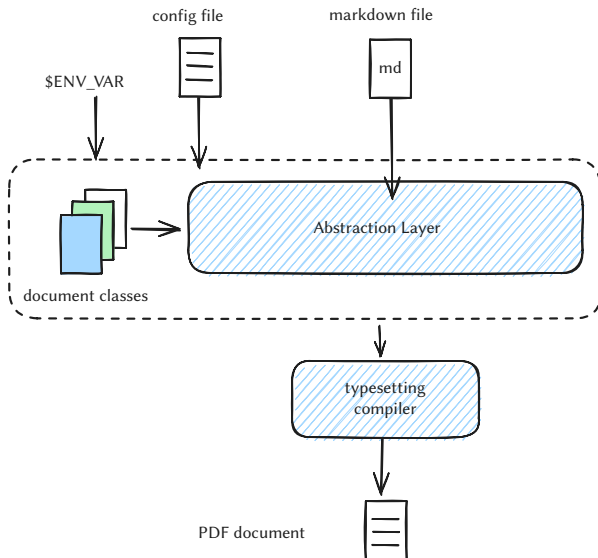 config file
markdown file
md
$ENV_VAR
Abstraction Layer
document classes
typesetting
compiler
PDF document